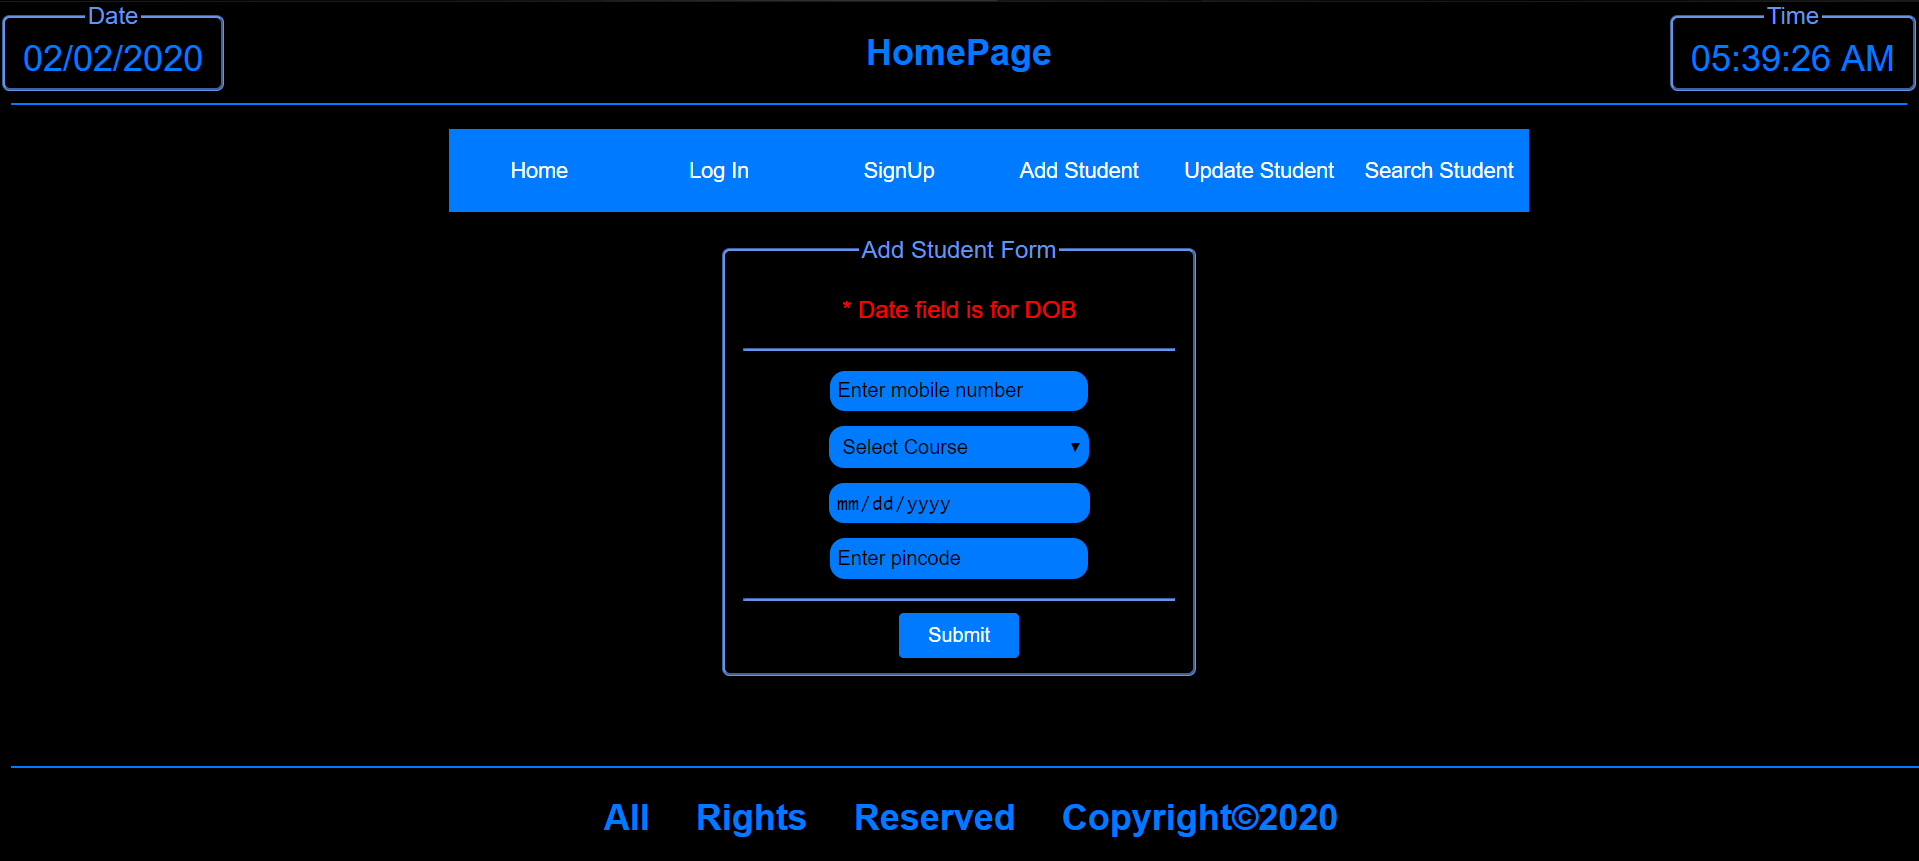 Date
02/02/2020
HomePage
Time
05:39:26 AM
Home Log In SignUp Add Student Update Student Search Student
Add Student Form
* Date field is for DOB
Enter mobile number
Select Course
mm/dd/yyyy
Enter pincode
Submit
All Rights Reserved Copyright©2020